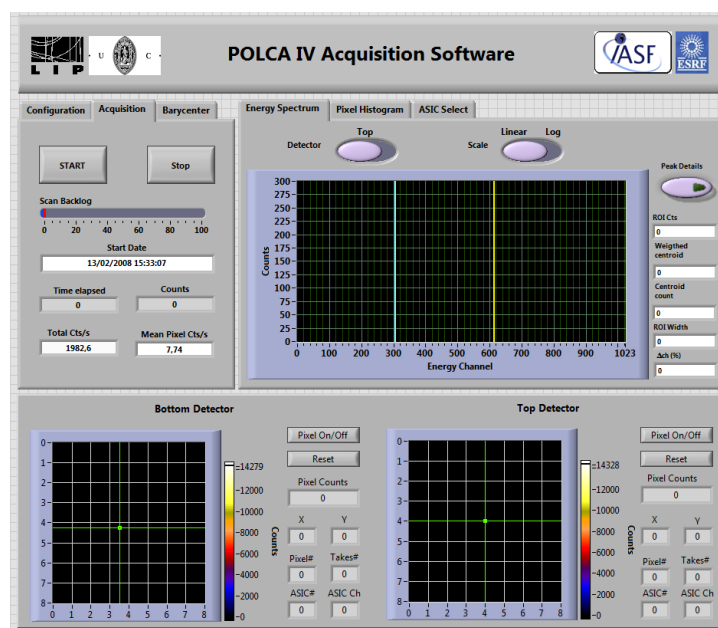 LIP
U C
POLCA IV Acquisition Software
IASF
ESRF
Configuration Acquisition Barycenter
START Stop
Scan Backlog
0 20 40 60 80 100
Start Date
13/02/2008 15:33:07
Time elapsed Counts
0 0
Total Cts/s Mean Pixel Cts/s
1982,6 7,74
Energy Spectrum Pixel Histogram ASIC Select
Detector Top Scale Linear Log
Peak Details
Counts
300
275
250
225
200
175
150
125
100
75
50
25
0
0 100 200 300 400 500 600 700 800 900 1023
Energy Channel
ROI Cts
0
Weigthed
centroid
0
Centroid
count
0
ROI Width
0
Δch (%)
0
Bottom Detector
0
1
2
3
4
5
6
7
8
0 1 2 3 4 5 6 7 8
14279
12000
10000
8000
6000
4000
2000
0
Counts
Pixel On/Off
Reset
Pixel Counts
0
X Y
0 0
Pixel# Takes#
0 0
ASIC# ASIC Ch
0 0
Top Detector
0
1
2
3
4
5
6
7
8
0 1 2 3 4 5 6 7 8
14328
12000
10000
8000
6000
4000
2000
0
Counts
Pixel On/Off
Reset
Pixel Counts
0
X Y
0 0
Pixel# Takes#
0 0
ASIC# ASIC Ch
0 0